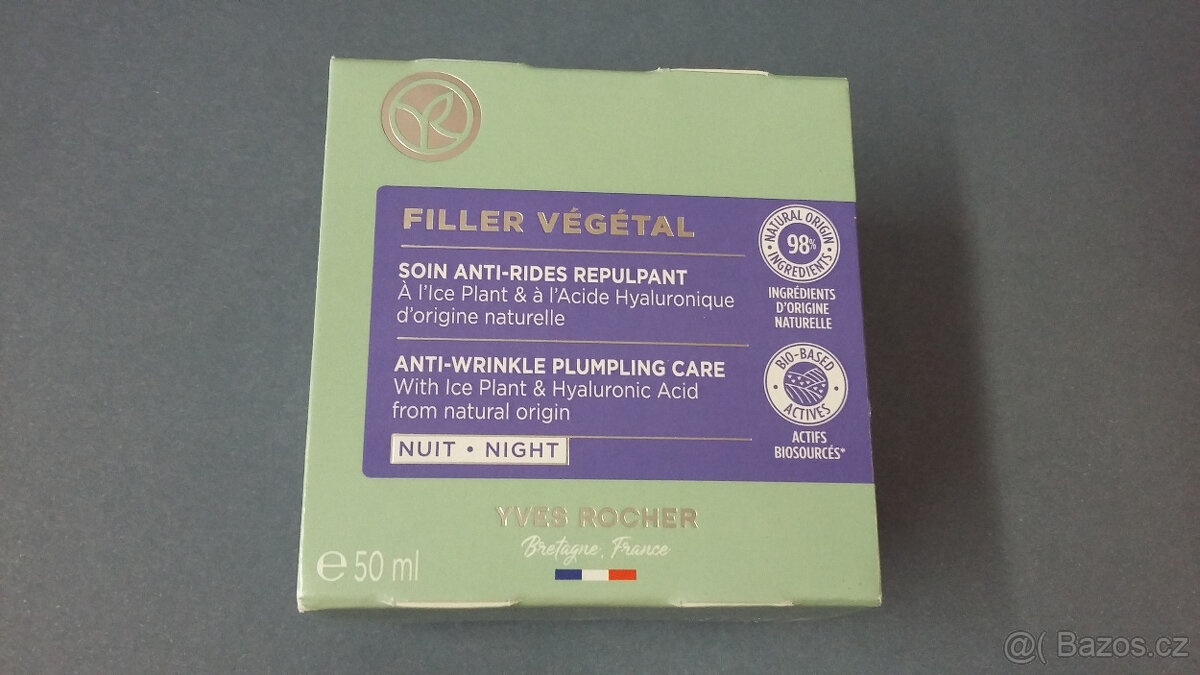 FILLER VÉGÉTAL
SOIN ANTI-RIDES REPULPANT
À l'Ice Plant & à l'Acide Hyaluronique
d'origine naturelle
ANTI-WRINKLE PLUMPLING CARE
With Ice Plant & Hyaluronic Acid
from natural origin
NUIT • NIGHT
NATURAL ORIGIN
98%
INGREDIENTS
INGRÉDIENTS
D'ORIGINE
NATURELLE
BIO-BASED
ACTIVES
ACTIFS
BIOSOURCÉS*
YVES ROCHER
Bretagne, France
℮ 50 ml
@( Bazos.cz